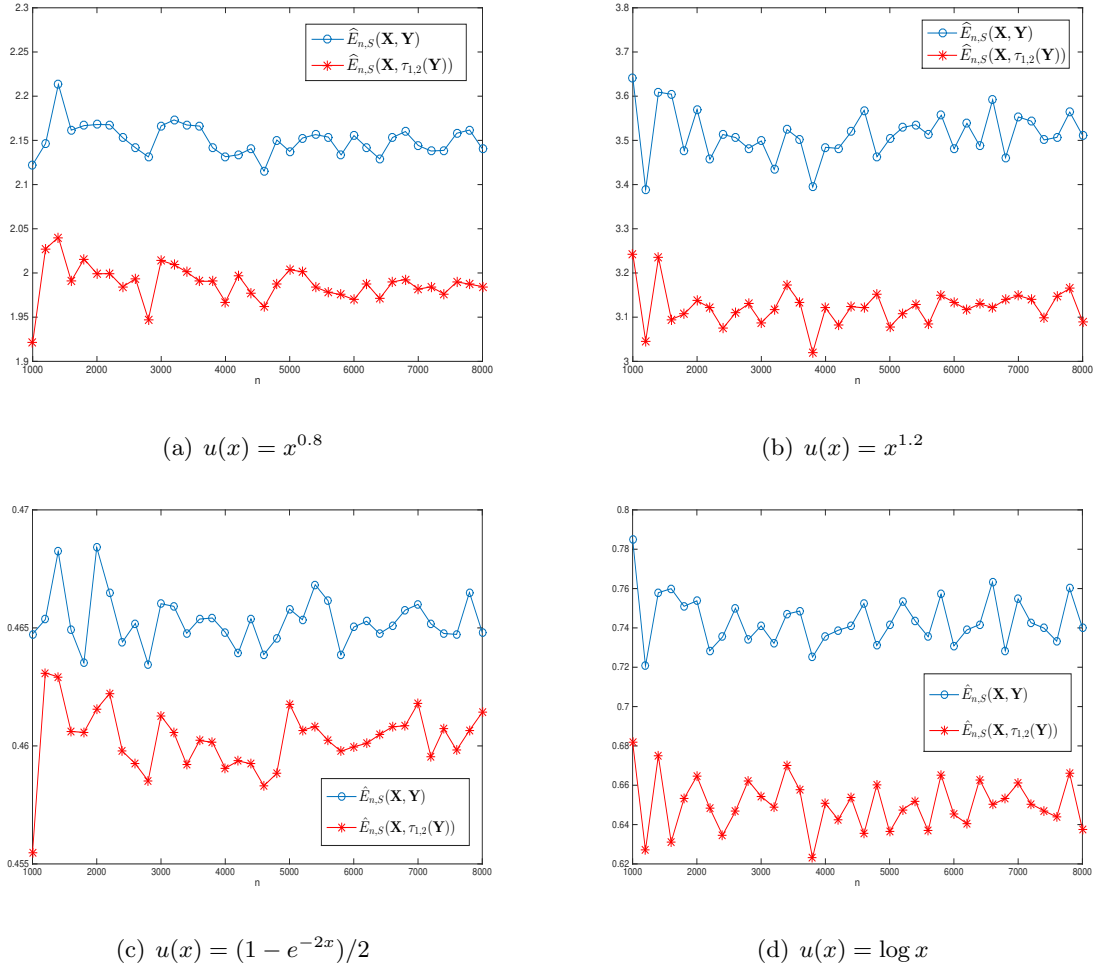 2.3
2.25
2.2
2.15
2.1
2.05
2
1.95
1.9
1000 2000 3000 4000 5000 6000 7000 8000
n
Ê_{n,S}(X, Y)
Ê_{n,S}(X, τ_{1,2}(Y))
(a) u(x) = x^{0.8}
3.8
3.7
3.6
3.5
3.4
3.3
3.2
3.1
3
1000 2000 3000 4000 5000 6000 7000 8000
n
Ê_{n,S}(X, Y)
Ê_{n,S}(X, τ_{1,2}(Y))
(b) u(x) = x^{1.2}
0.47
0.465
0.46
0.455
1000 2000 3000 4000 5000 6000 7000 8000
n
Ê_{n,S}(X, Y)
Ê_{n,S}(X, τ_{1,2}(Y))
(c) u(x) = (1 − e^{−2x})/2
0.8
0.78
0.76
0.74
0.72
0.7
0.68
0.66
0.64
0.62
1000 2000 3000 4000 5000 6000 7000 8000
n
Ê_{n,S}(X, Y)
Ê_{n,S}(X, τ_{1,2}(Y))
(d) u(x) = log x